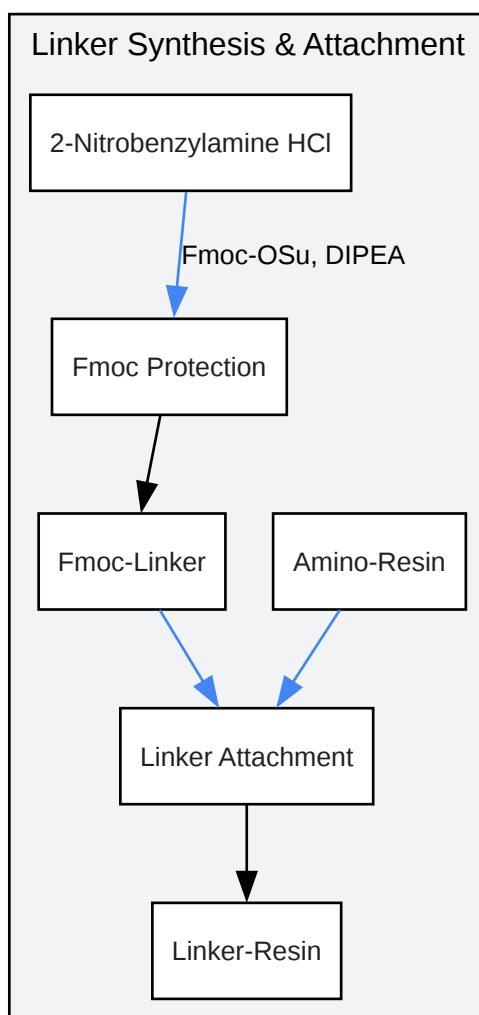 Linker Synthesis & Attachment
2-Nitrobenzylamine HCl
Fmoc-OSu, DIPEA
Fmoc Protection
Fmoc-Linker
Amino-Resin
Linker Attachment
Linker-Resin